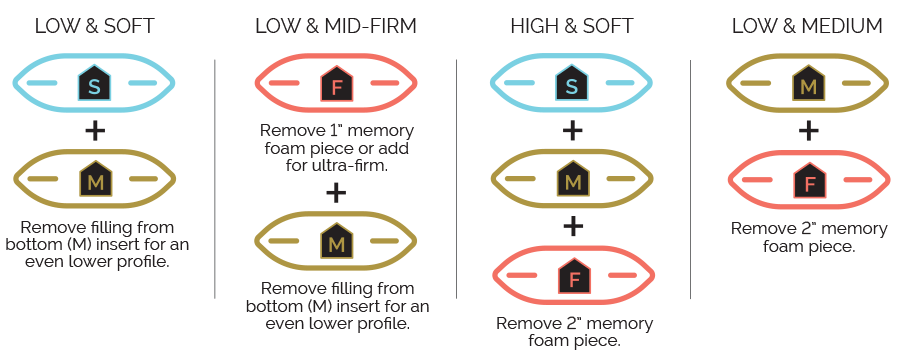 LOW & SOFT
S
+
M
Remove filling from
bottom (M) insert for an
even lower profile.
LOW & MID-FIRM
F
Remove 1" memory
foam piece or add
for ultra-firm.
+
M
Remove filling from
bottom (M) insert for an
even lower profile.
HIGH & SOFT
S
+
M
+
F
Remove 2" memory
foam piece.
LOW & MEDIUM
M
+
F
Remove 2" memory
foam piece.